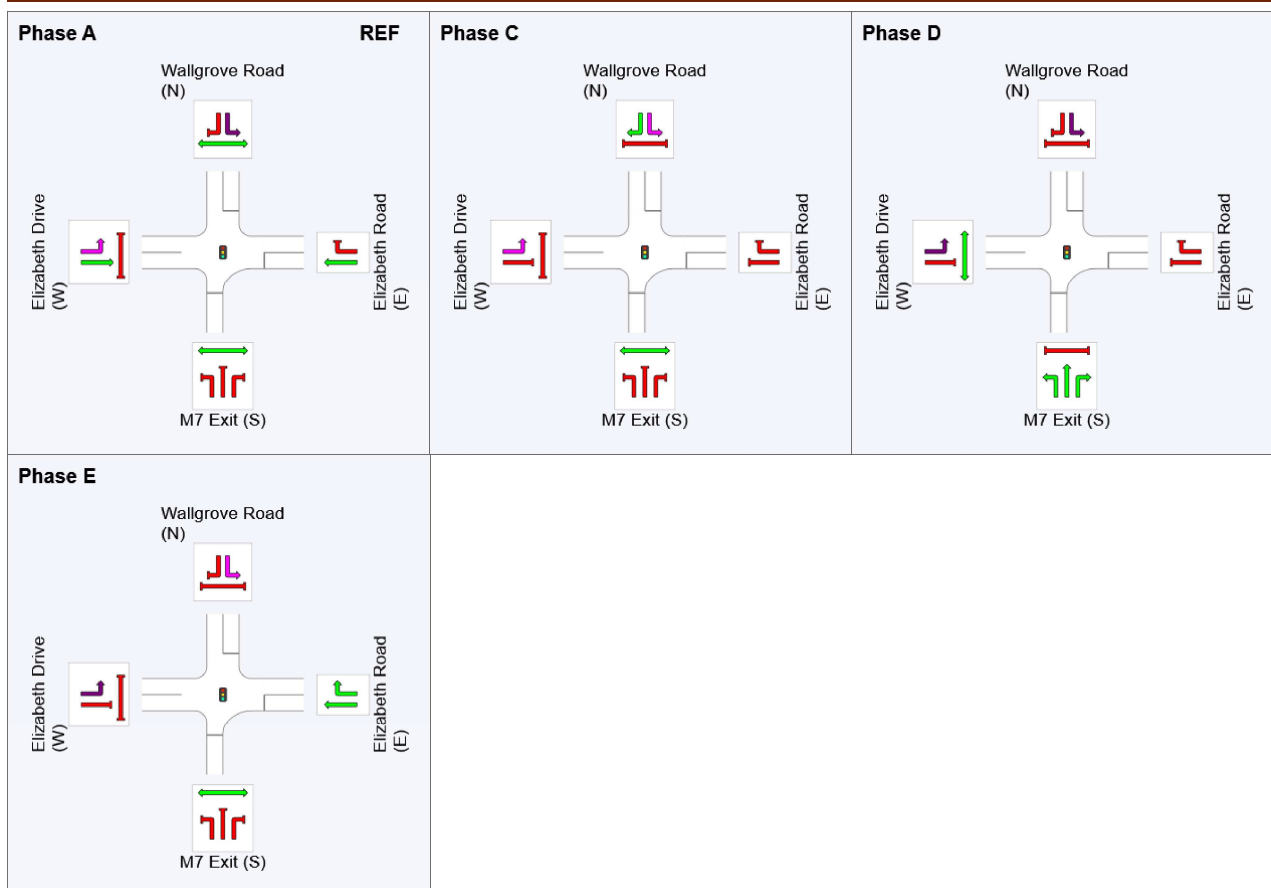 Phase A REF
Wallgrove Road
(N)
Elizabeth Drive
(W)
Elizabeth Road
(E)
M7 Exit (S)
Phase C
Wallgrove Road
(N)
Elizabeth Drive
(W)
Elizabeth Road
(E)
M7 Exit (S)
Phase D
Wallgrove Road
(N)
Elizabeth Drive
(W)
Elizabeth Road
(E)
M7 Exit (S)
Phase E
Wallgrove Road
(N)
Elizabeth Drive
(W)
Elizabeth Road
(E)
M7 Exit (S)